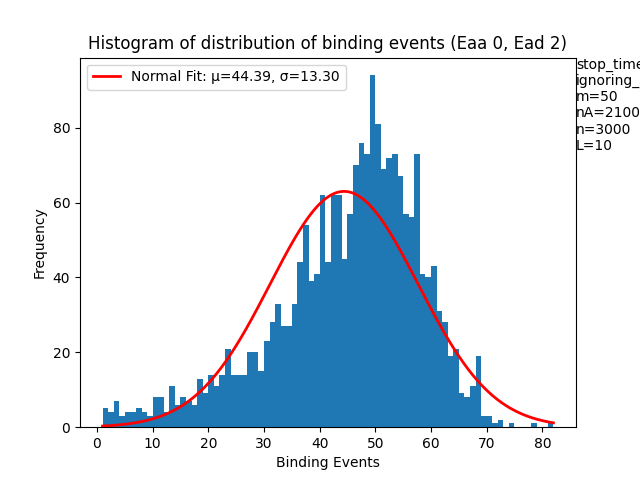 Histogram of distribution of binding events (Eaa 0, Ead 2)
Normal Fit: μ=44.39, σ=13.30
stop_time
ignoring_
m=50
nA=2100
n=3000
L=10
Frequency
80
60
40
20
0
0 10 20 30 40 50 60 70 80
Binding Events